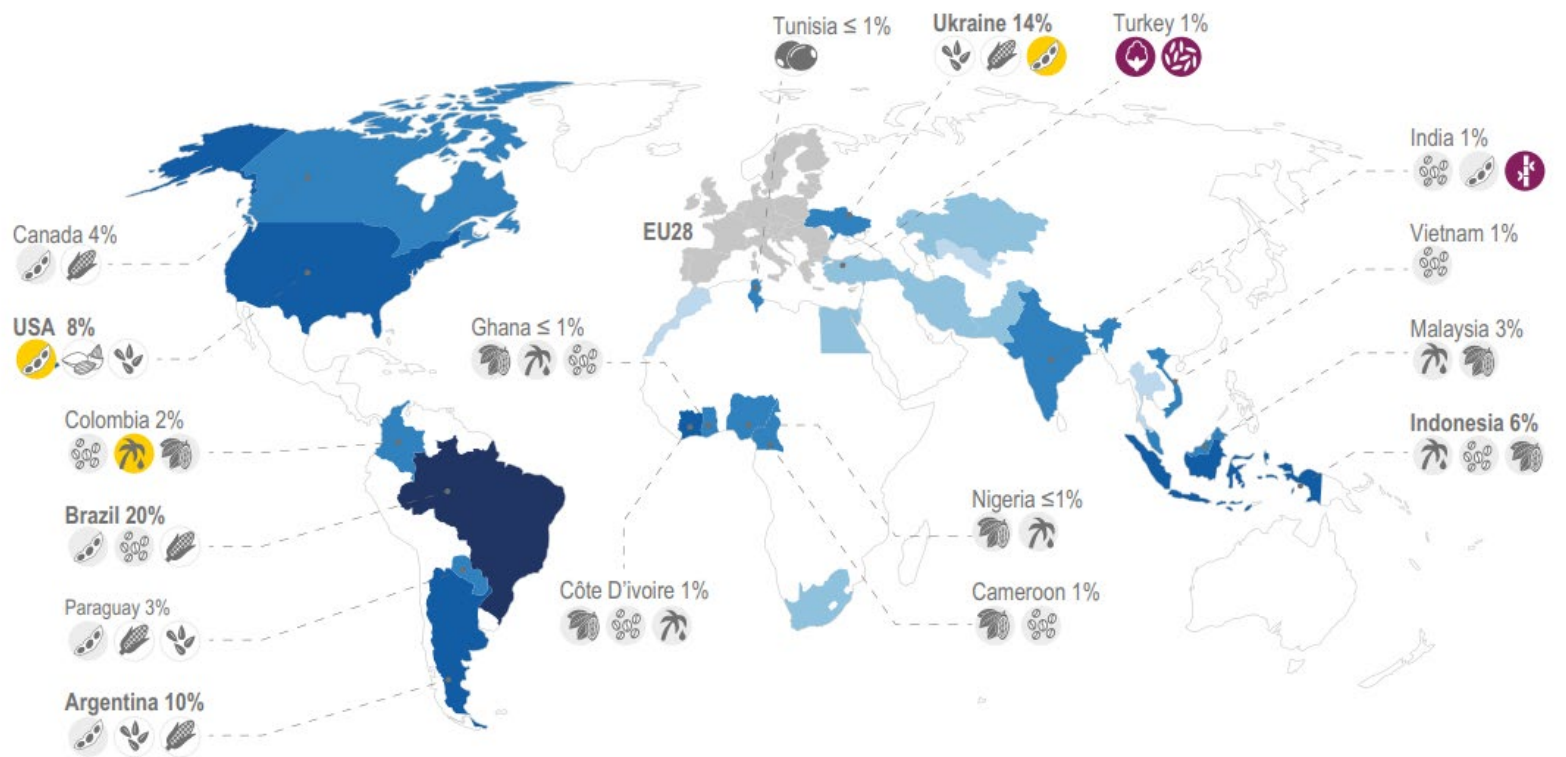 Tunisia ≤ 1%
Ukraine 14%
Turkey 1%
India 1%
Canada 4%
EU28
Vietnam 1%
USA 8%
Ghana ≤ 1%
Malaysia 3%
Colombia 2%
Indonesia 6%
Brazil 20%
Nigeria ≤1%
Côte D'ivoire 1%
Cameroon 1%
Paraguay 3%
Argentina 10%